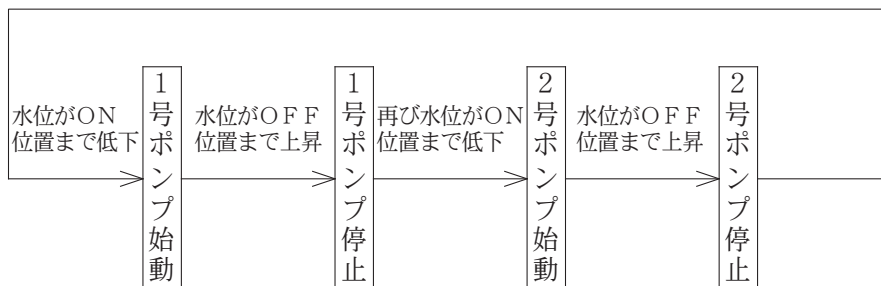 水位がＯＮ
位置まで低下
１号ポンプ始動
水位がＯＦＦ
位置まで上昇
１号ポンプ停止
再び水位がＯＮ
位置まで低下
２号ポンプ始動
水位がＯＦＦ
位置まで上昇
２号ポンプ停止